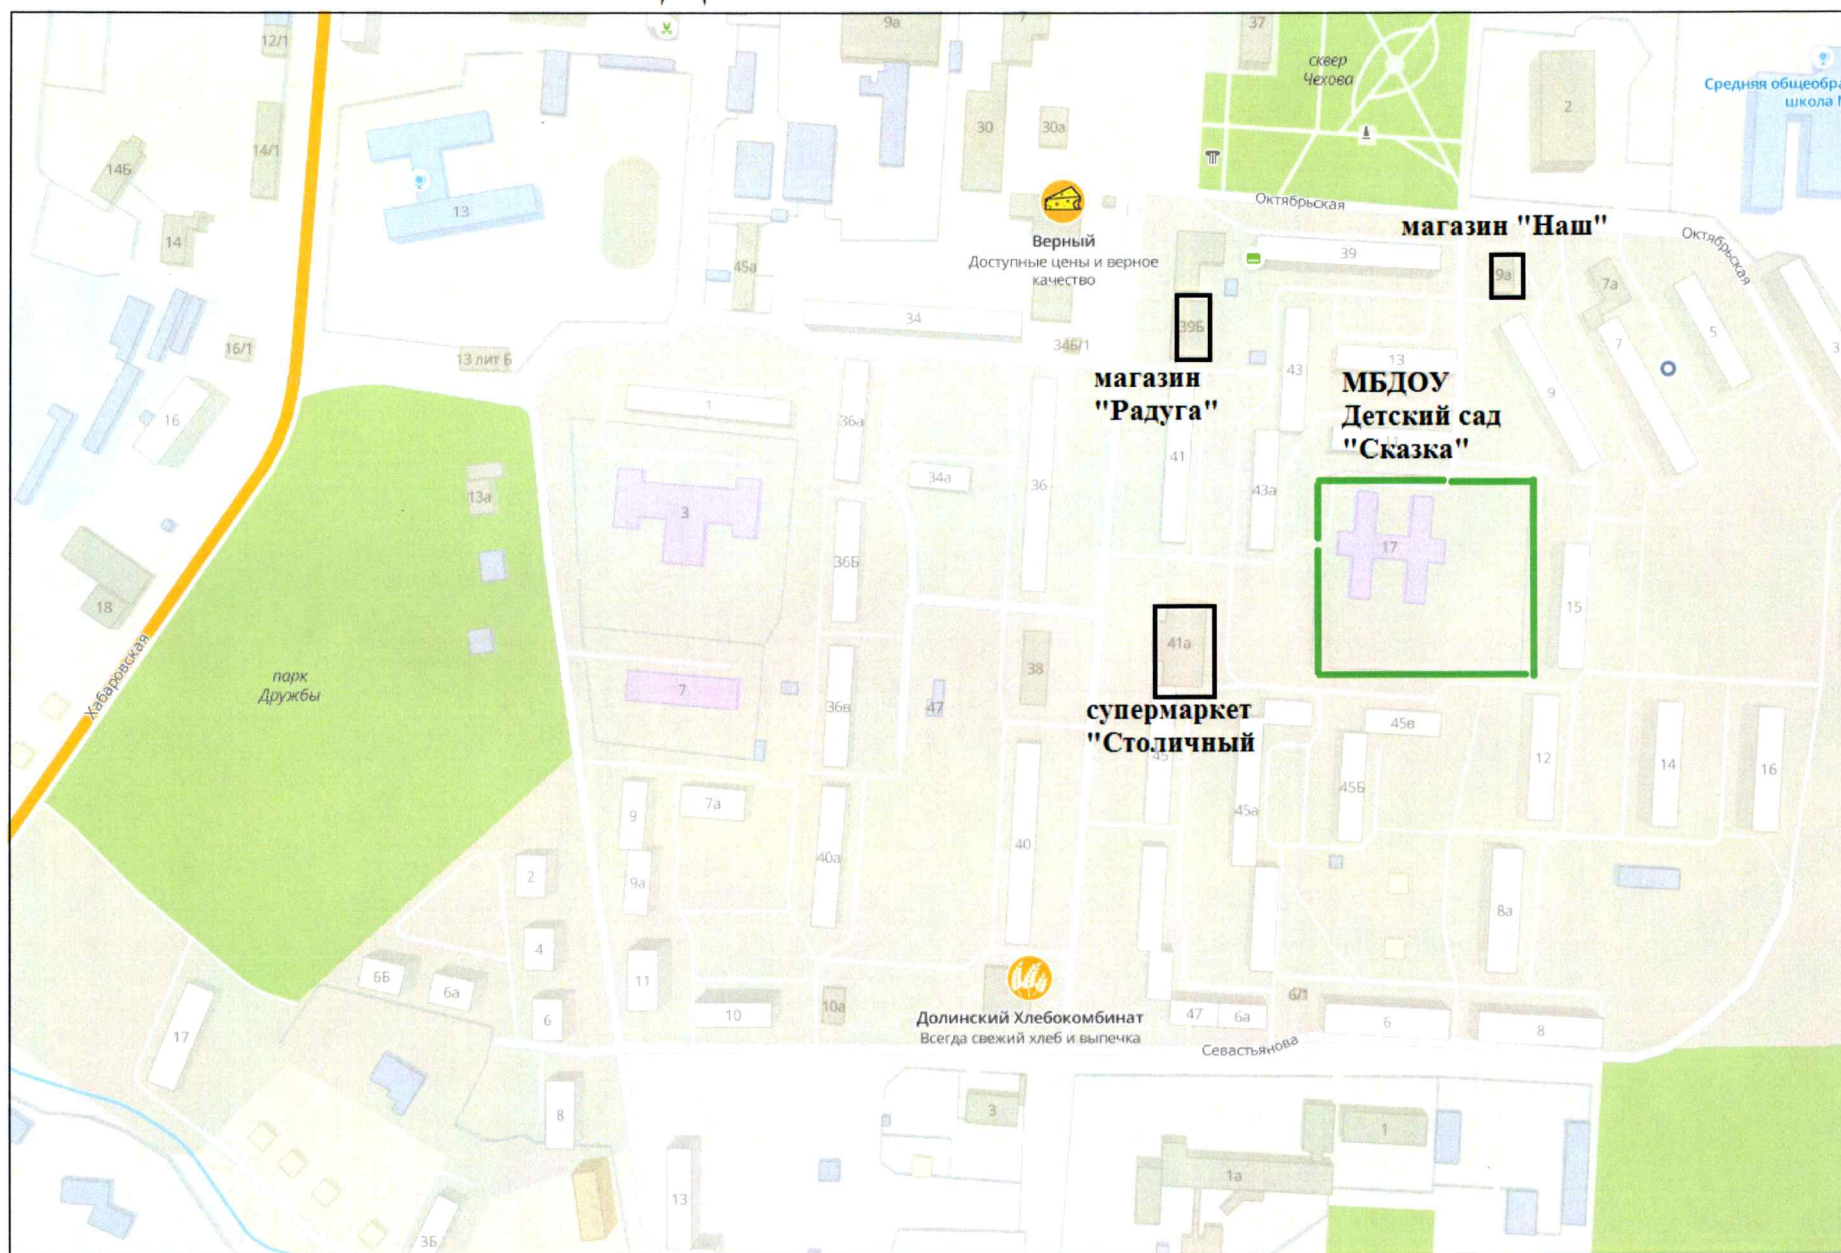 12/1
9а
7
37
сквер
Чехова
2
Средняя общеобра
школа
14Б
14/1
30
30а
13
14
Октябрьская
магазин "Наш"
Верный
Доступные цены и верное
качество
45а
39
9а
7а
Октябрьская
16/1
34
39Б
34Б/1
13 лит Б
43
13
7
5
3
магазин
"Радуга"
МБДОУ
Детский сад
"Сказка"
16
1
36а
9
41
34а
36
43а
13а
3
17
36Б
15
18
41а
38
Хабаровская
парк
Дружбы
7
36в
47
супермаркет
"Столичный
45в
45
12
14
16
45Б
9
7а
45а
40а
40
2
9а
8а
4
6Б
6а
11
6
10
10а
Долинский Хлебокомбинат
Всегда свежий хлеб и выпечка
6/1
47
6а
6
8
Севастьянова
17
8
3
1
1а
13
3Б